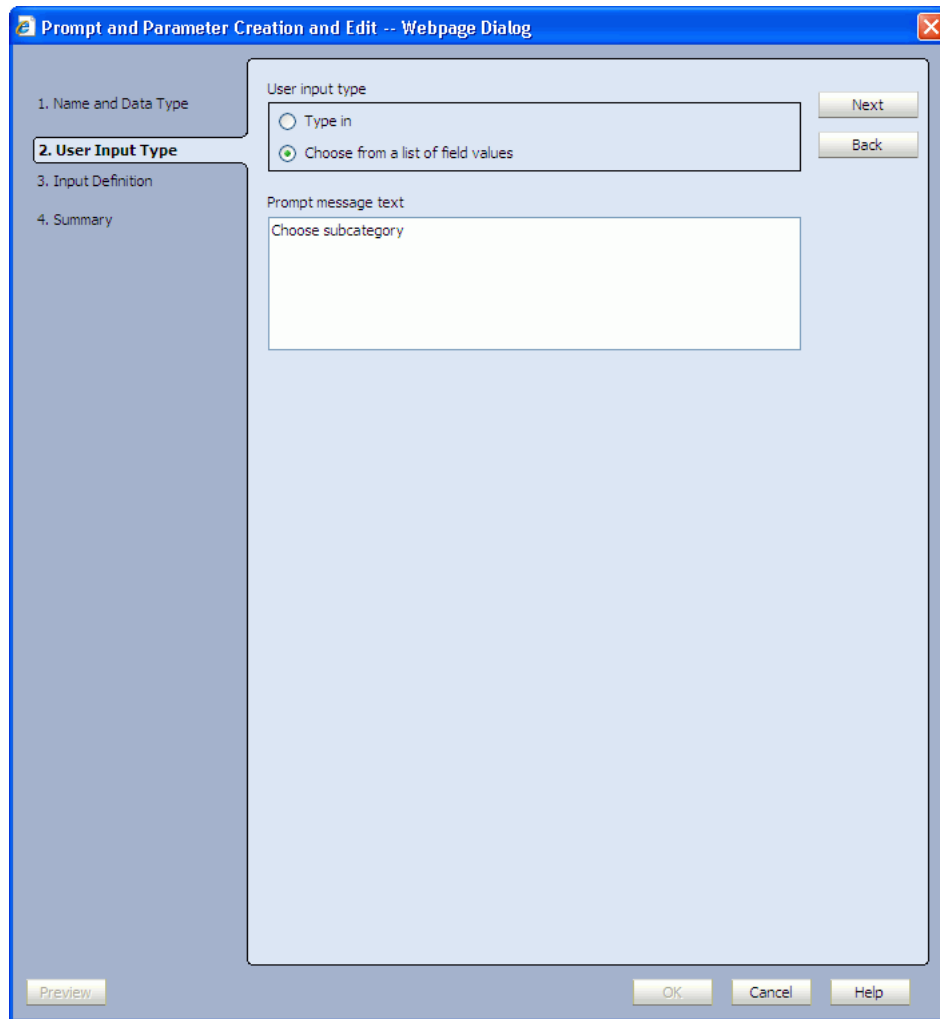 Prompt and Parameter Creation and Edit -- Webpage Dialog
1. Name and Data Type
2. User Input Type
3. Input Definition
4. Summary
User input type
Type in
Choose from a list of field values
Next
Back
Prompt message text
Choose subcategory
Preview
OK
Cancel
Help